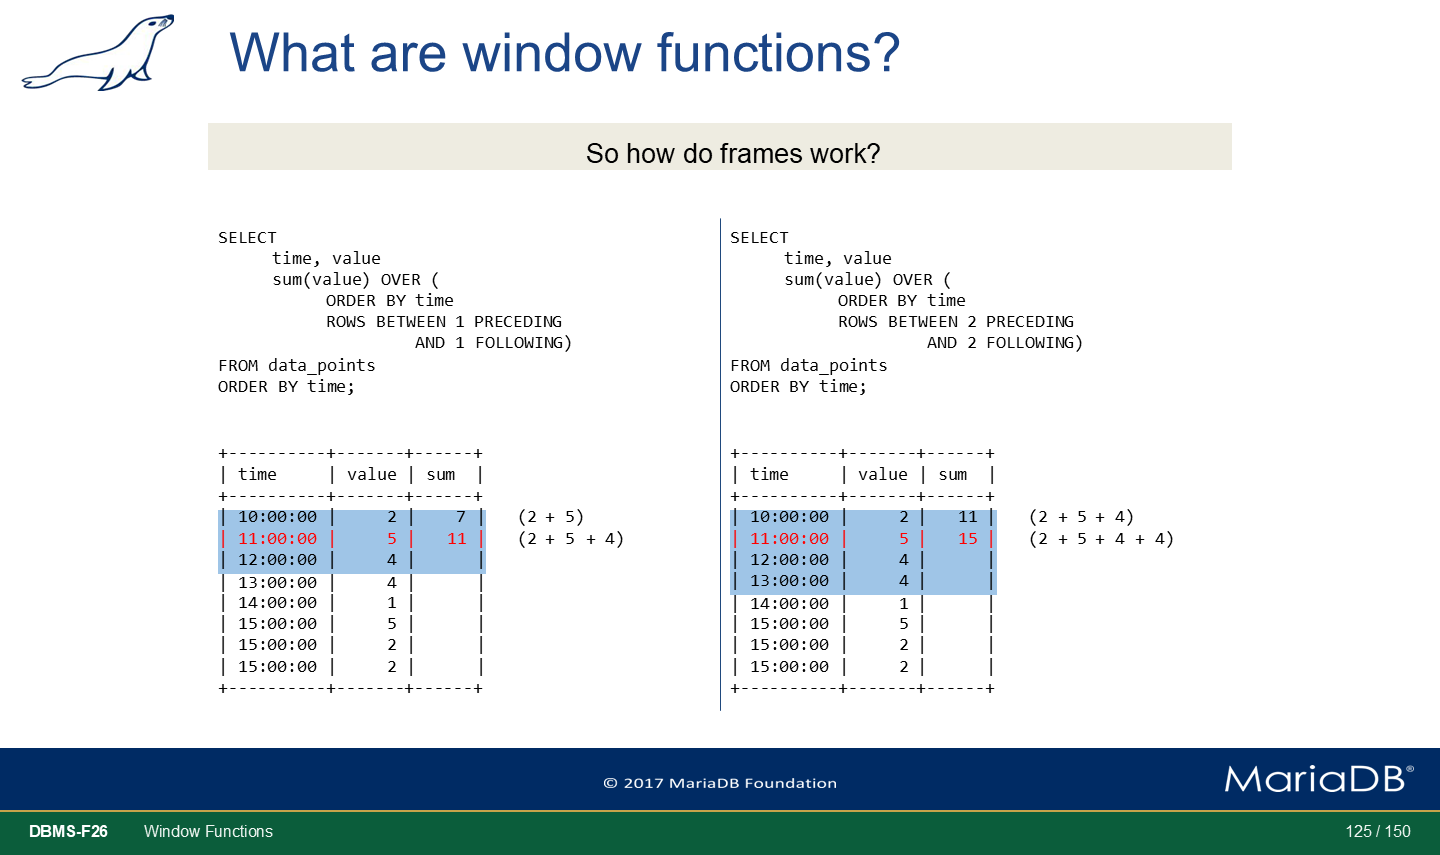 What are window functions?
So how do frames work?
SELECT
time, value
sum(value) OVER (
ORDER BY time
ROWS BETWEEN 1 PRECEDING
AND 1 FOLLOWING)
FROM data_points
ORDER BY time;
+----------+-------+------+
| time     | value | sum  |
+----------+-------+------+
| 10:00:00 |     2 |    7 |   (2 + 5)
| 11:00:00 |     5 |   11 |   (2 + 5 + 4)
| 12:00:00 |     4 |      |
| 13:00:00 |     4 |      |
| 14:00:00 |     1 |      |
| 15:00:00 |     5 |      |
| 15:00:00 |     2 |      |
| 15:00:00 |     2 |      |
+----------+-------+------+
SELECT
time, value
sum(value) OVER (
ORDER BY time
ROWS BETWEEN 2 PRECEDING
AND 2 FOLLOWING)
FROM data_points
ORDER BY time;
+----------+-------+------+
| time     | value | sum  |
+----------+-------+------+
| 10:00:00 |     2 |   11 |   (2 + 5 + 4)
| 11:00:00 |     5 |   15 |   (2 + 5 + 4 + 4)
| 12:00:00 |     4 |      |
| 13:00:00 |     4 |      |
| 14:00:00 |     1 |      |
| 15:00:00 |     5 |      |
| 15:00:00 |     2 |      |
| 15:00:00 |     2 |      |
+----------+-------+------+
© 2017 MariaDB Foundation
MariaDB®
DBMS-F26 Window Functions 125 / 150